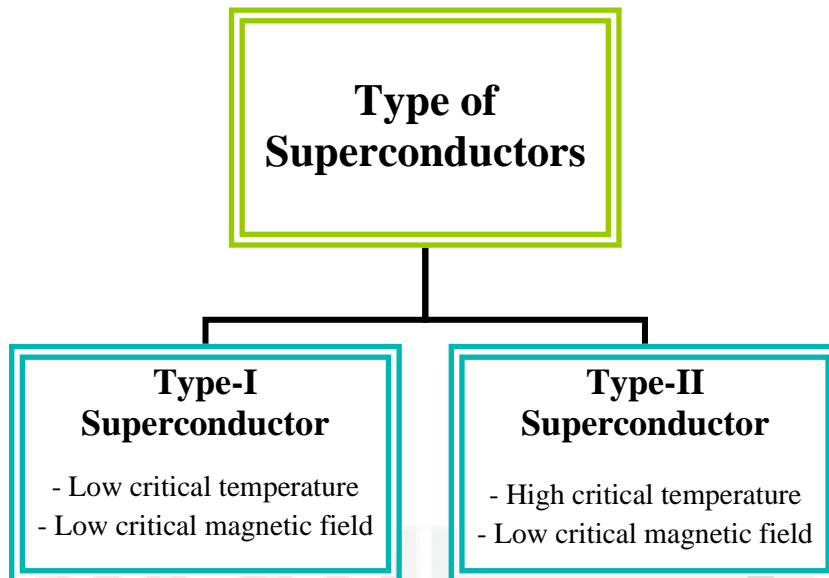 Type of
Superconductors
Type-I
Superconductor
- Low critical temperature
- Low critical magnetic field
Type-II
Superconductor
- High critical temperature
- Low critical magnetic field